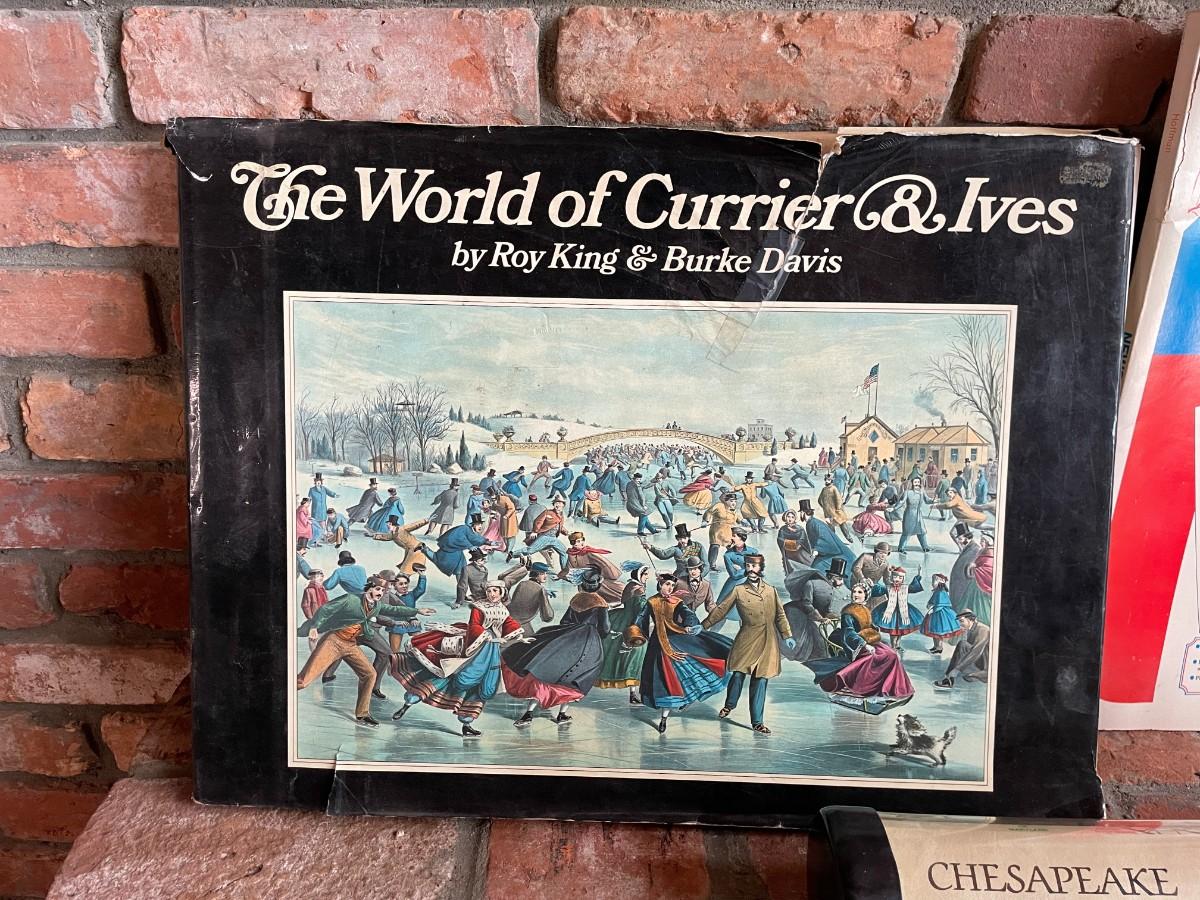 The World of Currier & Ives
by Roy King & Burke Davis
CHESAPEAKE